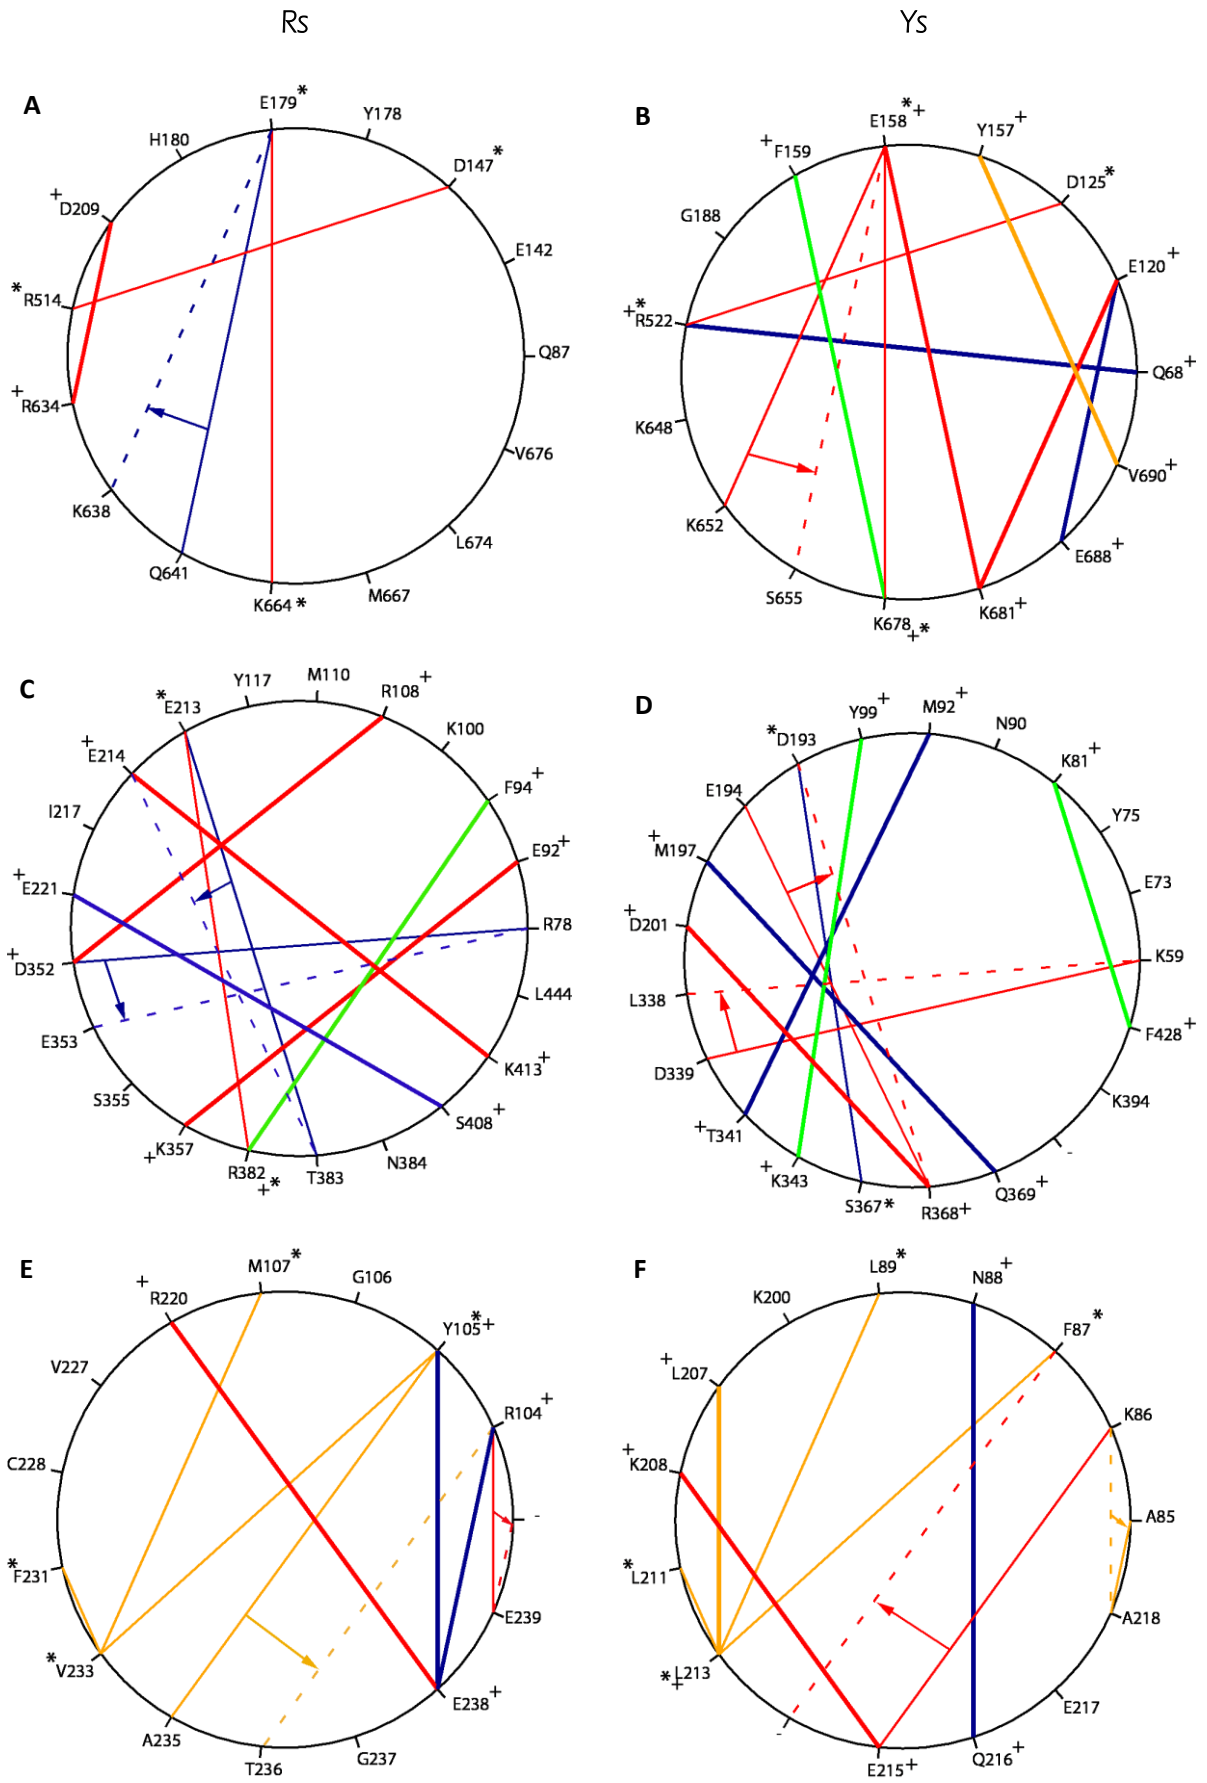 Rs
Ys
A
E179*
Y178
H180
D147*
+D209
E142
*R514
Q87
+R634
V676
K638
L674
Q641
M667
K664*
B
E158*+
Y157+
+F159
D125*
G188
E120+
+*R522
Q68+
K648
V690+
K652
E688+
S655
K681+
K678+*
C
M110
Y117
R108+
*E213
K100
+E214
F94+
I217
E92+
+E221
R78
+D352
L444
E353
K413+
S355
S408+
+K357
N384
R382+*
T383
D
M92+
Y99+
N90
*D193
K81+
E194
Y75
+M197
E73
+D201
K59
L338
F428+
D339
K394
+T341
-
+K343
Q369+
S367*
R368+
E
M107*
G106
+R220
Y105*+
V227
R104+
C228
-
*F231
E239
*V233
E238+
A235
G237
T236
F
L89*
N88+
K200
F87*
+L207
K86
+K208
A85
*L211
A218
*+L213
E217
-
Q216+
E215+